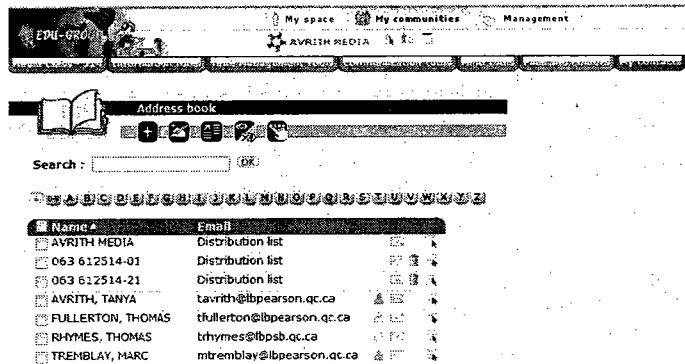 My space My communities Management
EDU-GROUPE
AVRITH MEDIA
Address book
Search : OK
A B C D E F G H I J K L M N O P Q R S T U V W X Y Z
Name Email
AVRITH MEDIA Distribution list
063 612514-01 Distribution list
063 612514-21 Distribution list
AVRITH, TANYA tavrith@lbpearson.qc.ca
FULLERTON, THOMAS tfullerton@lbpearson.qc.ca
RHYMES, THOMAS trhymes@lbpsb.qc.ca
TREMBLAY, MARC mtremblay@lbpearson.qc.ca